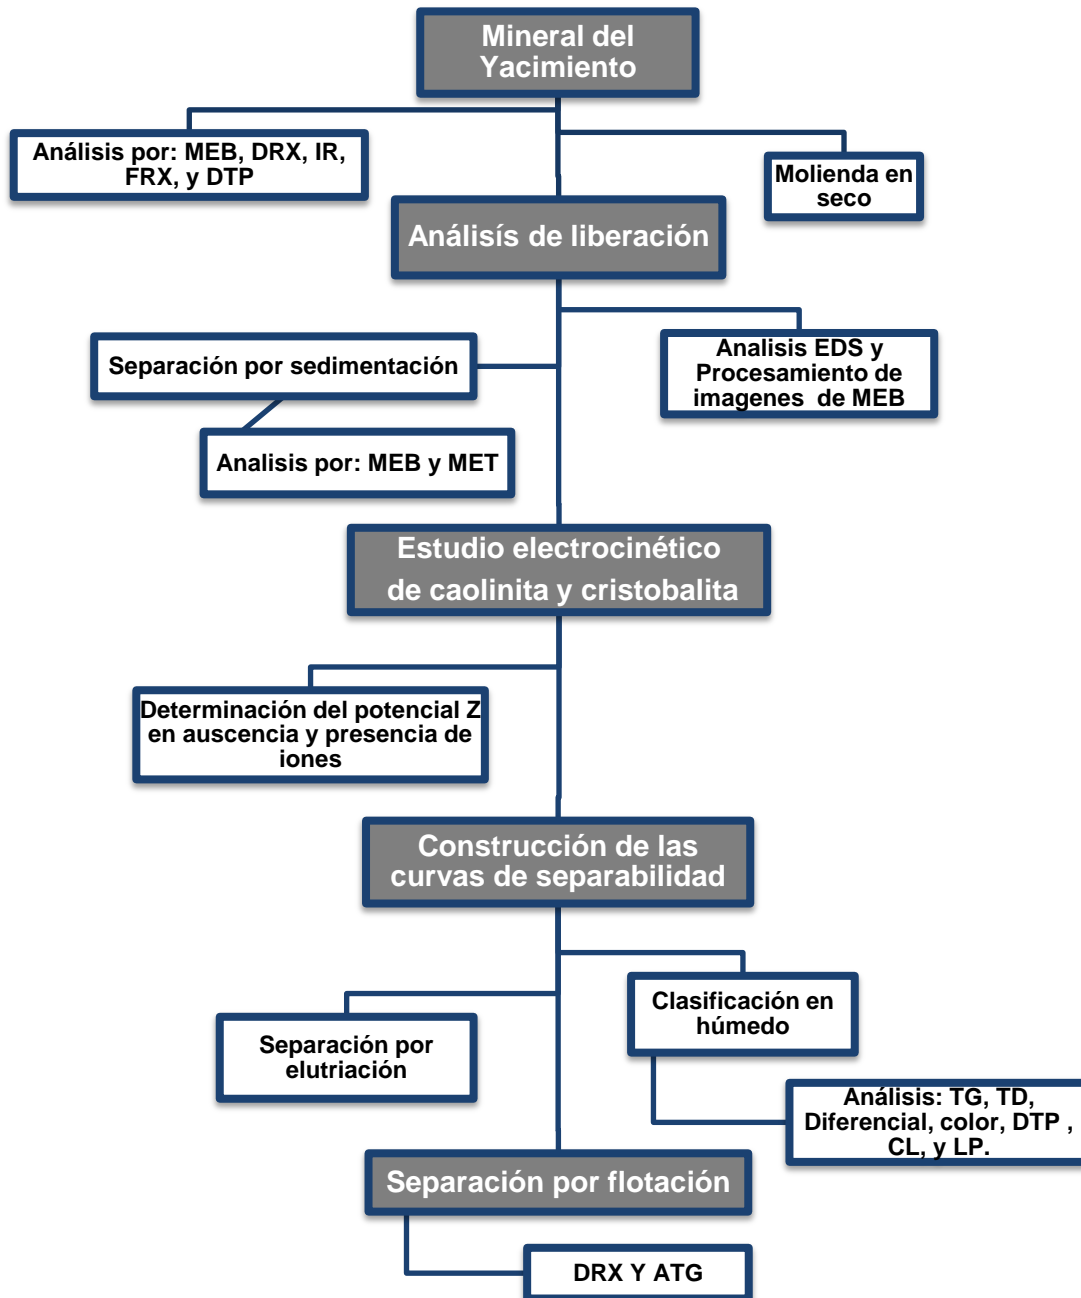 Mineral del
Yacimiento
Análisis por: MEB, DRX, IR,
FRX, y DTP
Molienda en
seco
Análisís de liberación
Separación por sedimentación
Analisis EDS y
Procesamiento de
imagenes de MEB
Analisis por: MEB y MET
Estudio electrocinético
de caolinita y cristobalita
Determinación del potencial Z
en auscencia y presencia de
iones
Construcción de las
curvas de separabilidad
Separación por
elutriación
Clasificación en
húmedo
Análisis: TG, TD,
Diferencial, color, DTP ,
CL, y LP.
Separación por flotación
DRX Y ATG